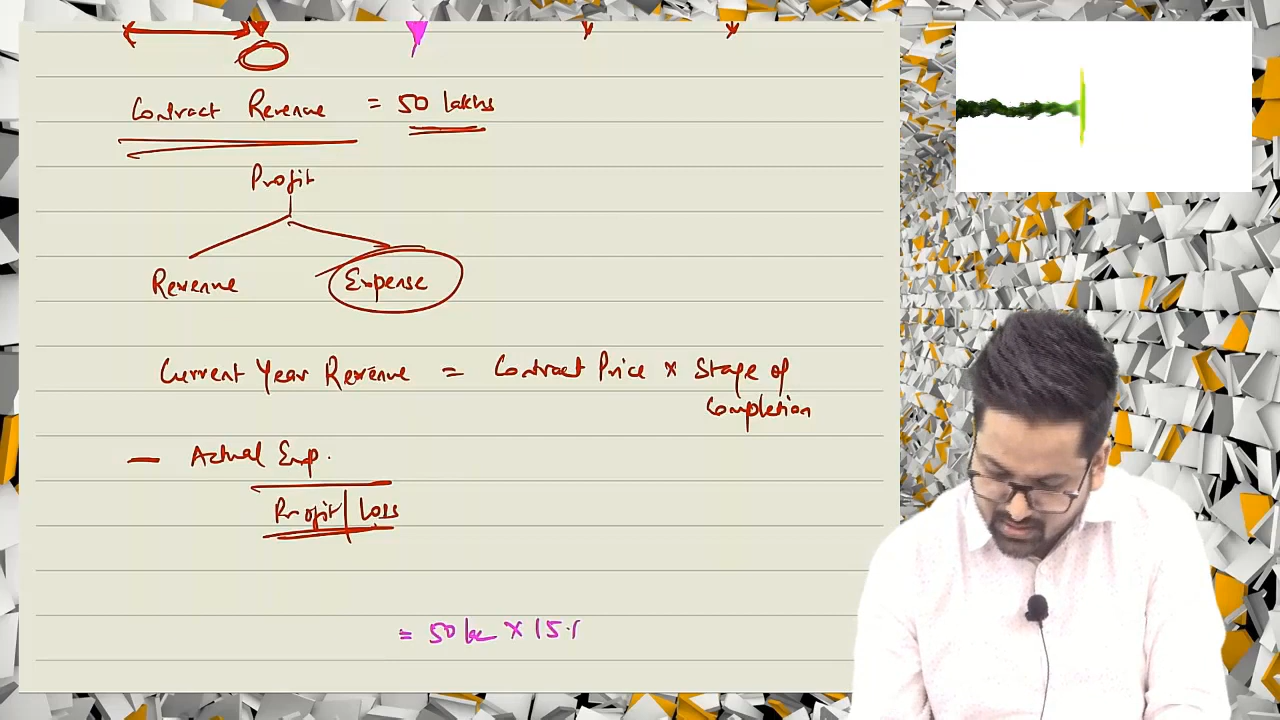 Contract Revenue = 50 lakhs
Profit
Revenue Expense
Current Year Revenue = Contract Price × Stage of
Completion
— Actual Exp.
Profit | Loss
= 50 lac × 15